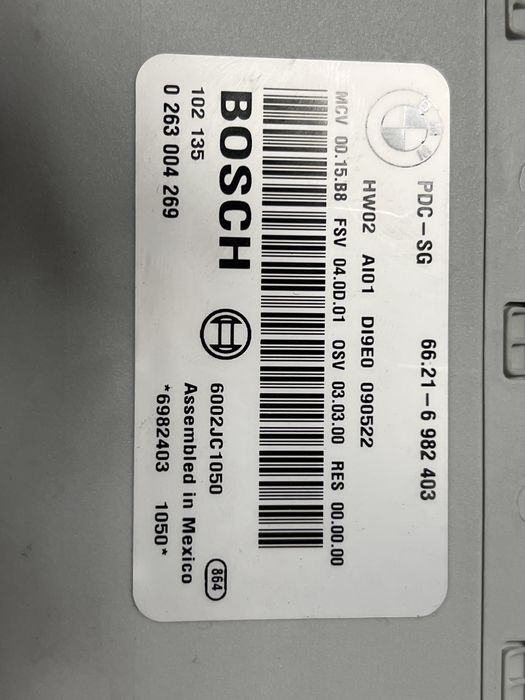 PDC-SG 66.21-6 982 403
HW02 AI01 DI9E0 090522
MCV 00.15.B8 FSV 04.0D.01 OSV 03.03.00 RES 00.00.00
BOSCH 6002JC1050 864
102 135 Assembled in Mexico
0 263 004 269 *6982403 1050*